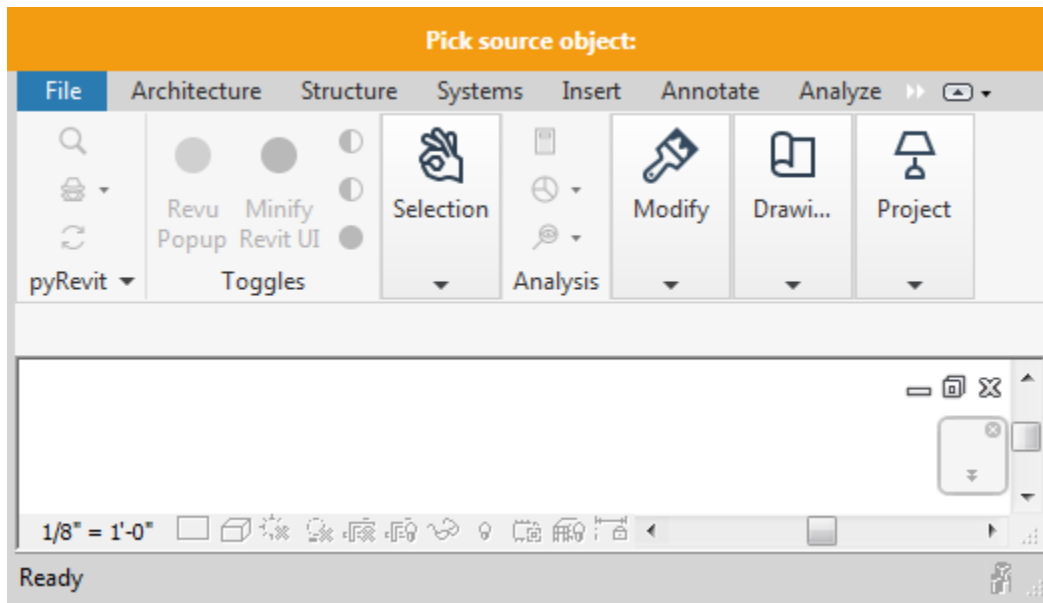 Pick source object:
File Architecture Structure Systems Insert Annotate Analyze
Revu Popup
Minify Revit UI
Selection
Modify
Drawi...
Project
pyRevit Toggles Analysis
1/8" = 1'-0"
Ready